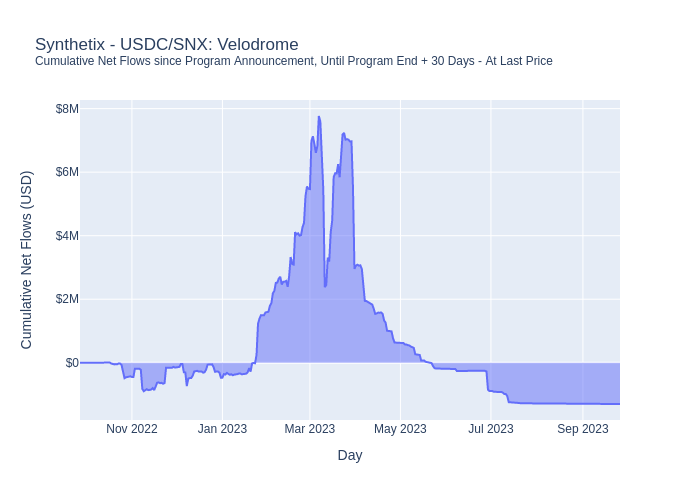 Synthetix - USDC/SNX: Velodrome
Cumulative Net Flows since Program Announcement, Until Program End + 30 Days - At Last Price
Cumulative Net Flows (USD)
$8M
$6M
$4M
$2M
$0
Nov 2022
Jan 2023
Mar 2023
May 2023
Jul 2023
Sep 2023
Day